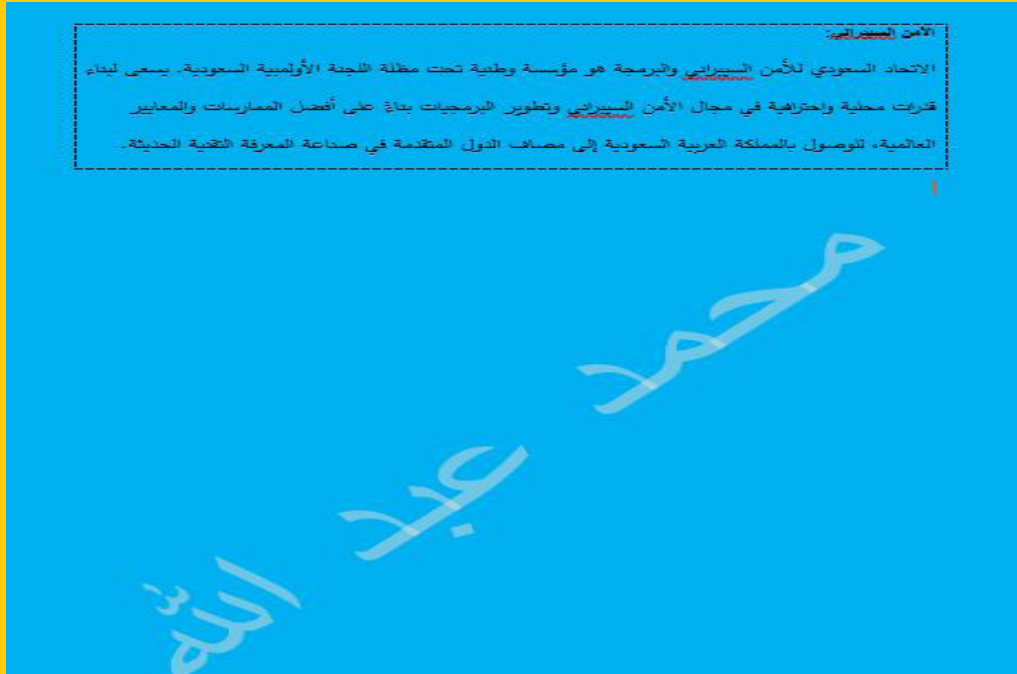 الأمن السيبراني:
الاتحاد السعودي للأمن السيبراني والبرمجة هو مؤسسة وطنية تحت مظلة اللجنة الأولمبية السعودية. يسعى لبناء
قدرات محلية واحترافية في مجال الأمن السيبراني وتطوير البرمجيات بناءً على أفضل الممارسات والمعايير
العالمية، للوصول بالمملكة العربية السعودية إلى مصاف الدول المتقدمة في صناعة المعرفة التقنية الحديثة.
محمد عبد الله